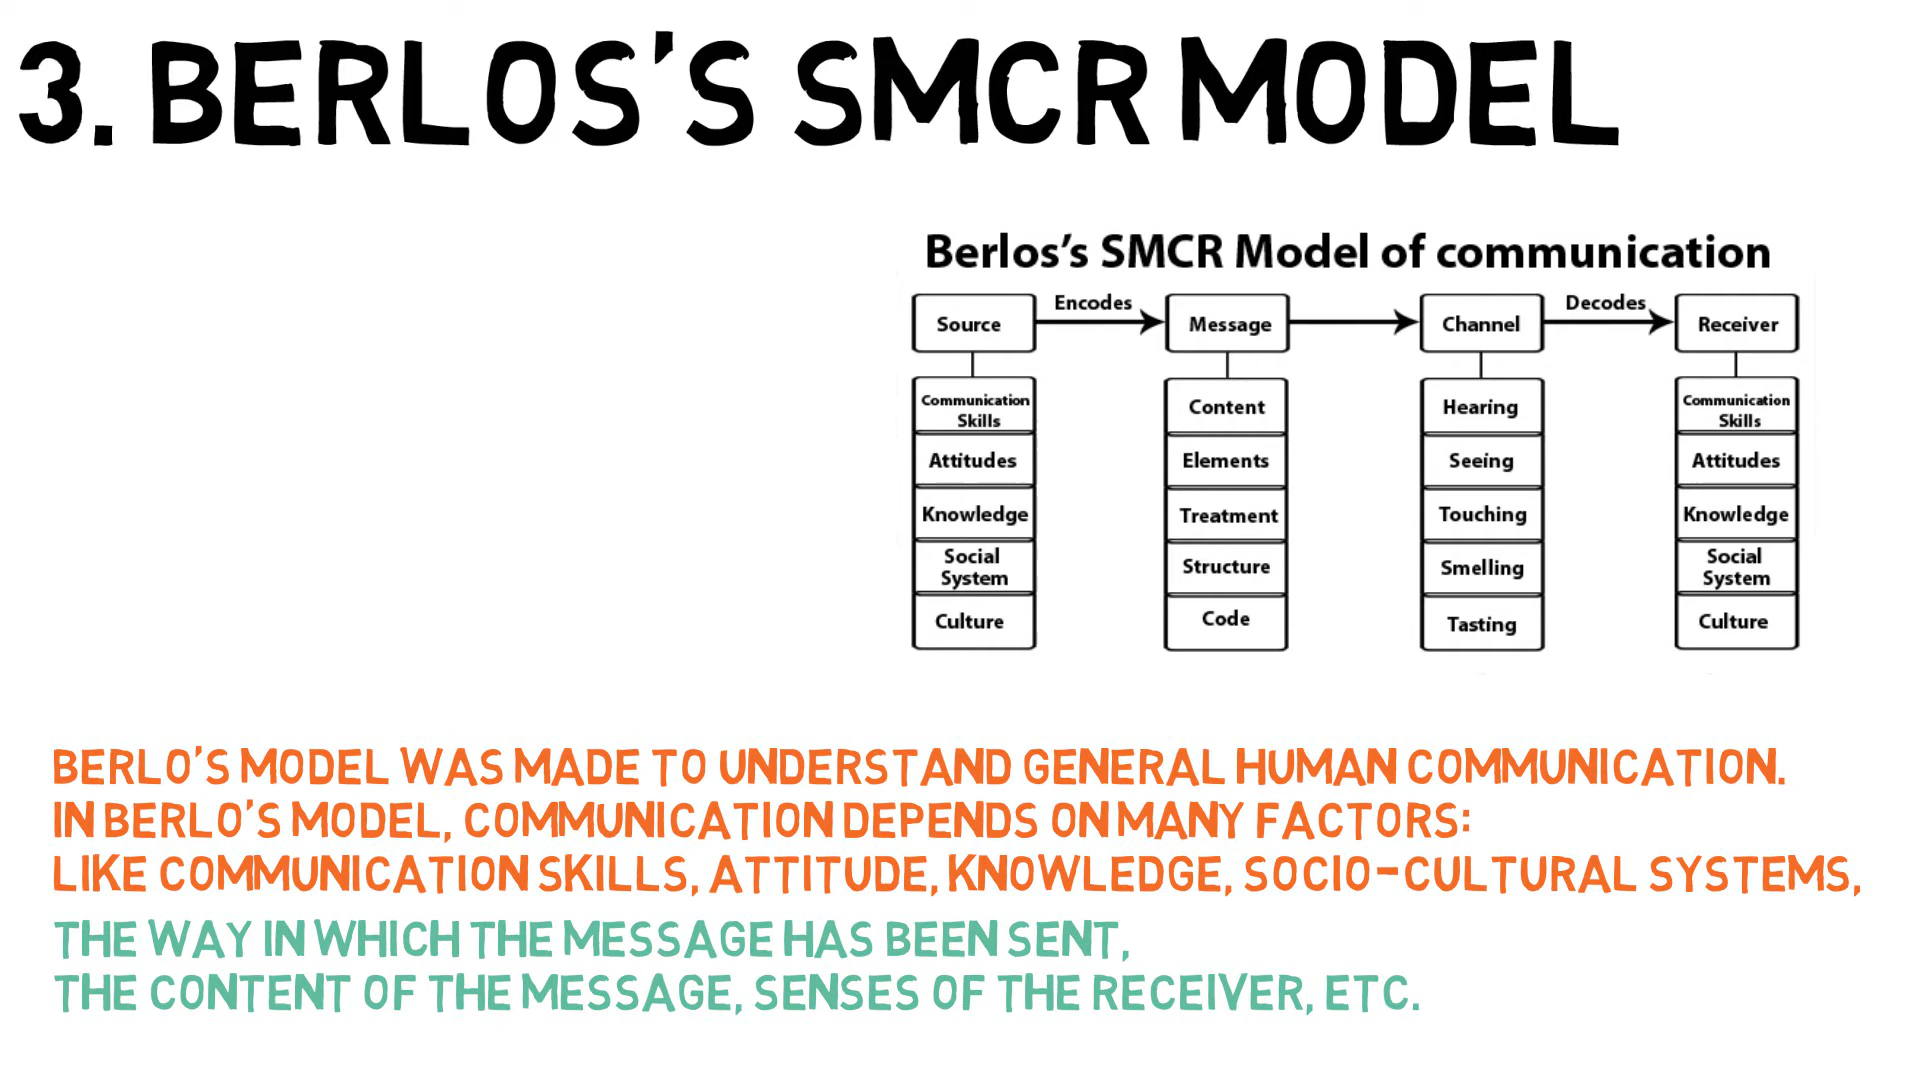 3. BERLOS'S SMCR MODEL
Berlos's SMCR Model of communication
Source
Encodes
Message
Channel
Decodes
Receiver
Communication
Skills
Attitudes
Knowledge
Social
System
Culture
Content
Elements
Treatment
Structure
Code
Hearing
Seeing
Touching
Smelling
Tasting
Communication
Skills
Attitudes
Knowledge
Social
System
Culture
BERLO'S MODEL WAS MADE TO UNDERSTAND GENERAL HUMAN COMMUNICATION.
IN BERLO'S MODEL, COMMUNICATION DEPENDS ON MANY FACTORS:
LIKE COMMUNICATION SKILLS, ATTITUDE, KNOWLEDGE, SOCIO-CULTURAL SYSTEMS,
THE WAY IN WHICH THE MESSAGE HAS BEEN SENT,
THE CONTENT OF THE MESSAGE, SENSES OF THE RECEIVER, ETC.